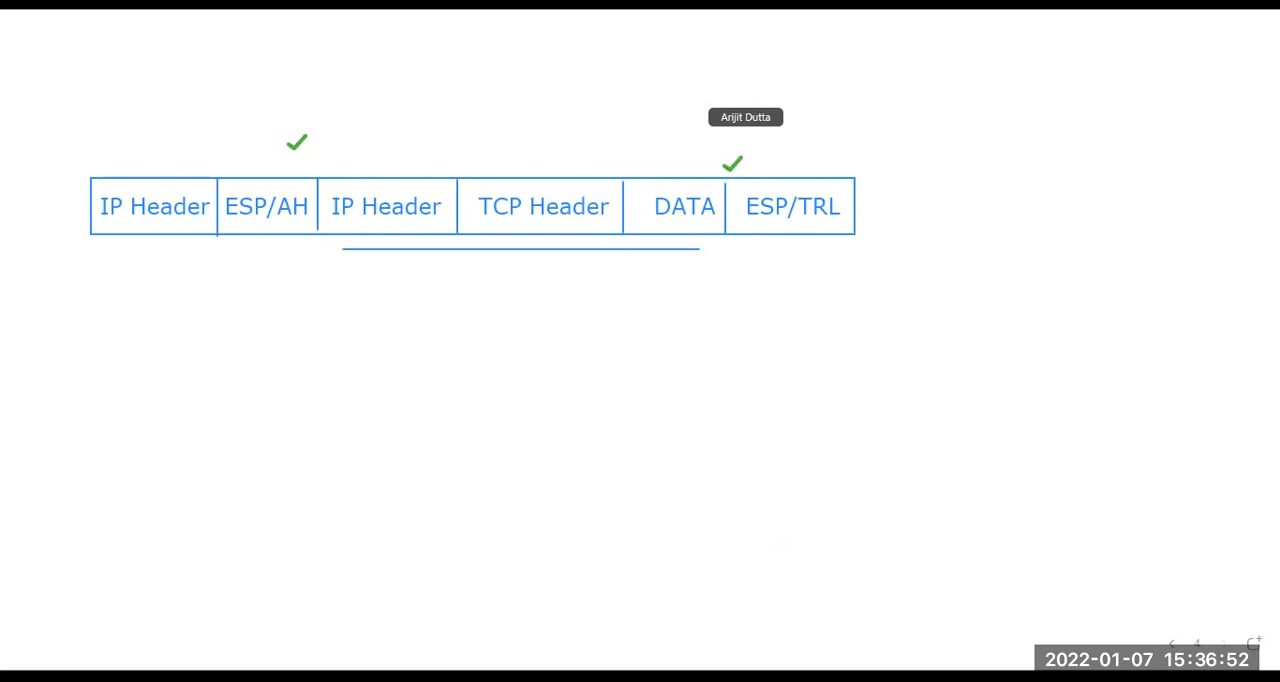 Arijit Dutta
IP Header ESP/AH IP Header TCP Header DATA ESP/TRL
4
2022-01-07 15:36:52